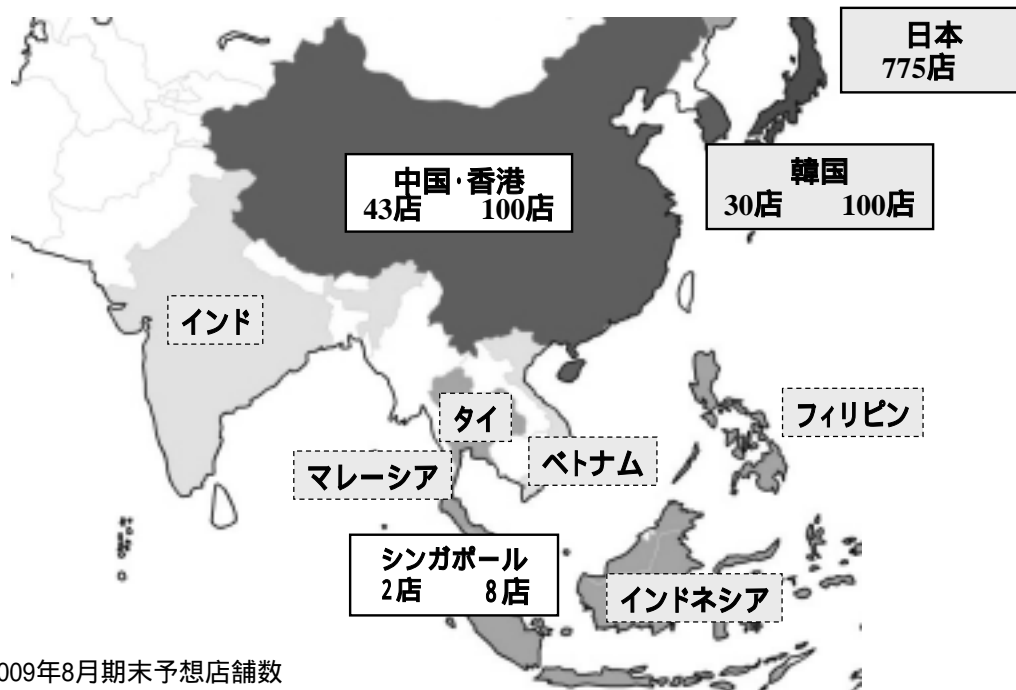 日本
775店
中国・香港
43店 100店
韓国
30店 100店
インド
タイ
フィリピン
マレーシア
ベトナム
シンガポール
2店 8店
インドネシア
009年8月期末予想店舗数